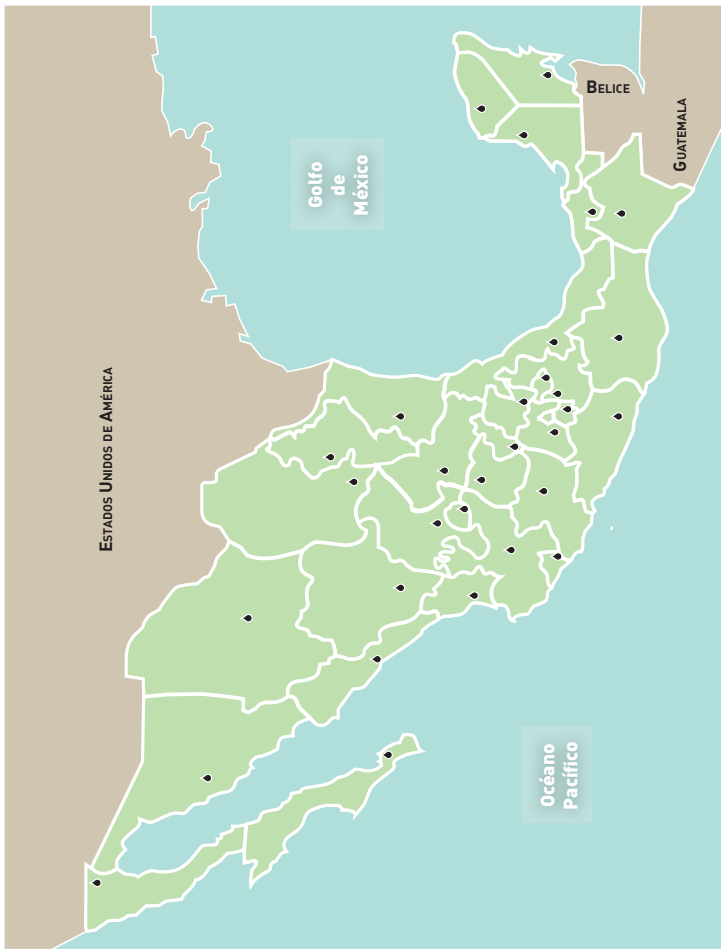 ESTADOS UNIDOS DE AMÉRICA
Golfo
de
México
BELICE
GUATEMALA
Océano
Pacífico